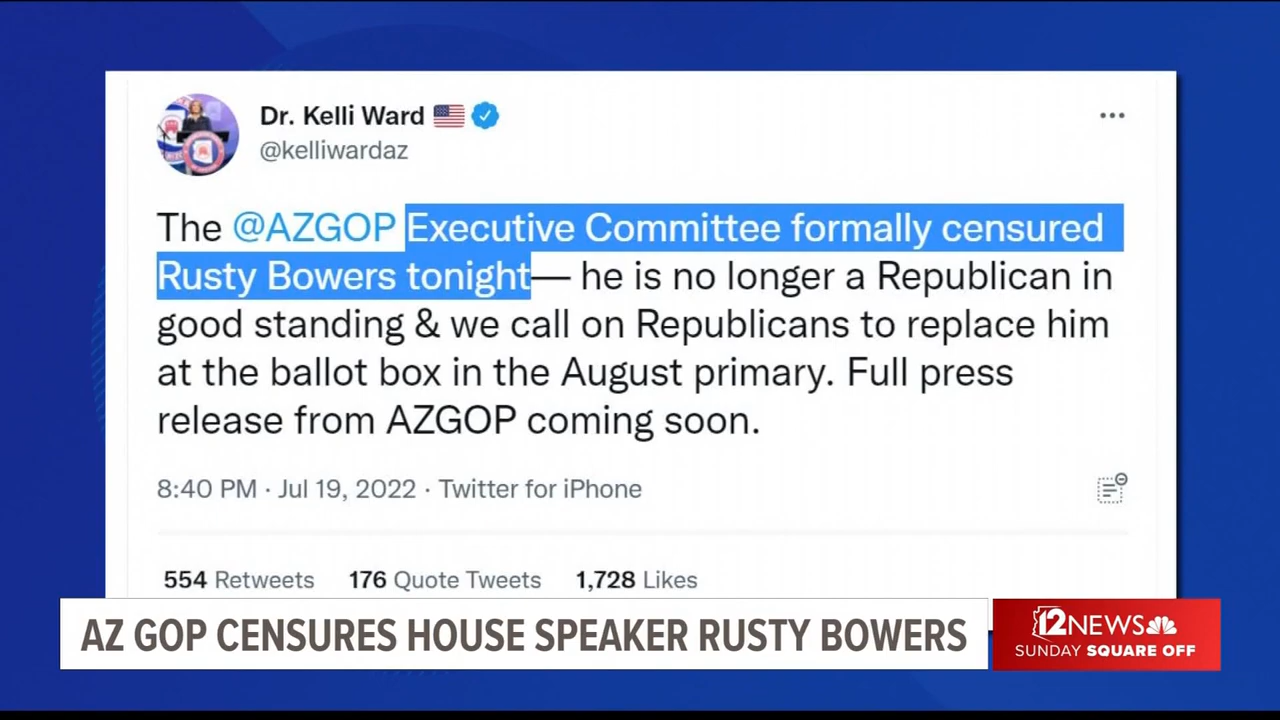 Dr. Kelli Ward
@kelliwardaz
The @AZGOP Executive Committee formally censured
Rusty Bowers tonight— he is no longer a Republican in
good standing & we call on Republicans to replace him
at the ballot box in the August primary. Full press
release from AZGOP coming soon.
8:40 PM · Jul 19, 2022 · Twitter for iPhone
554 Retweets 176 Quote Tweets 1,728 Likes
AZ GOP CENSURES HOUSE SPEAKER RUSTY BOWERS
12NEWS
SUNDAY SQUARE OFF